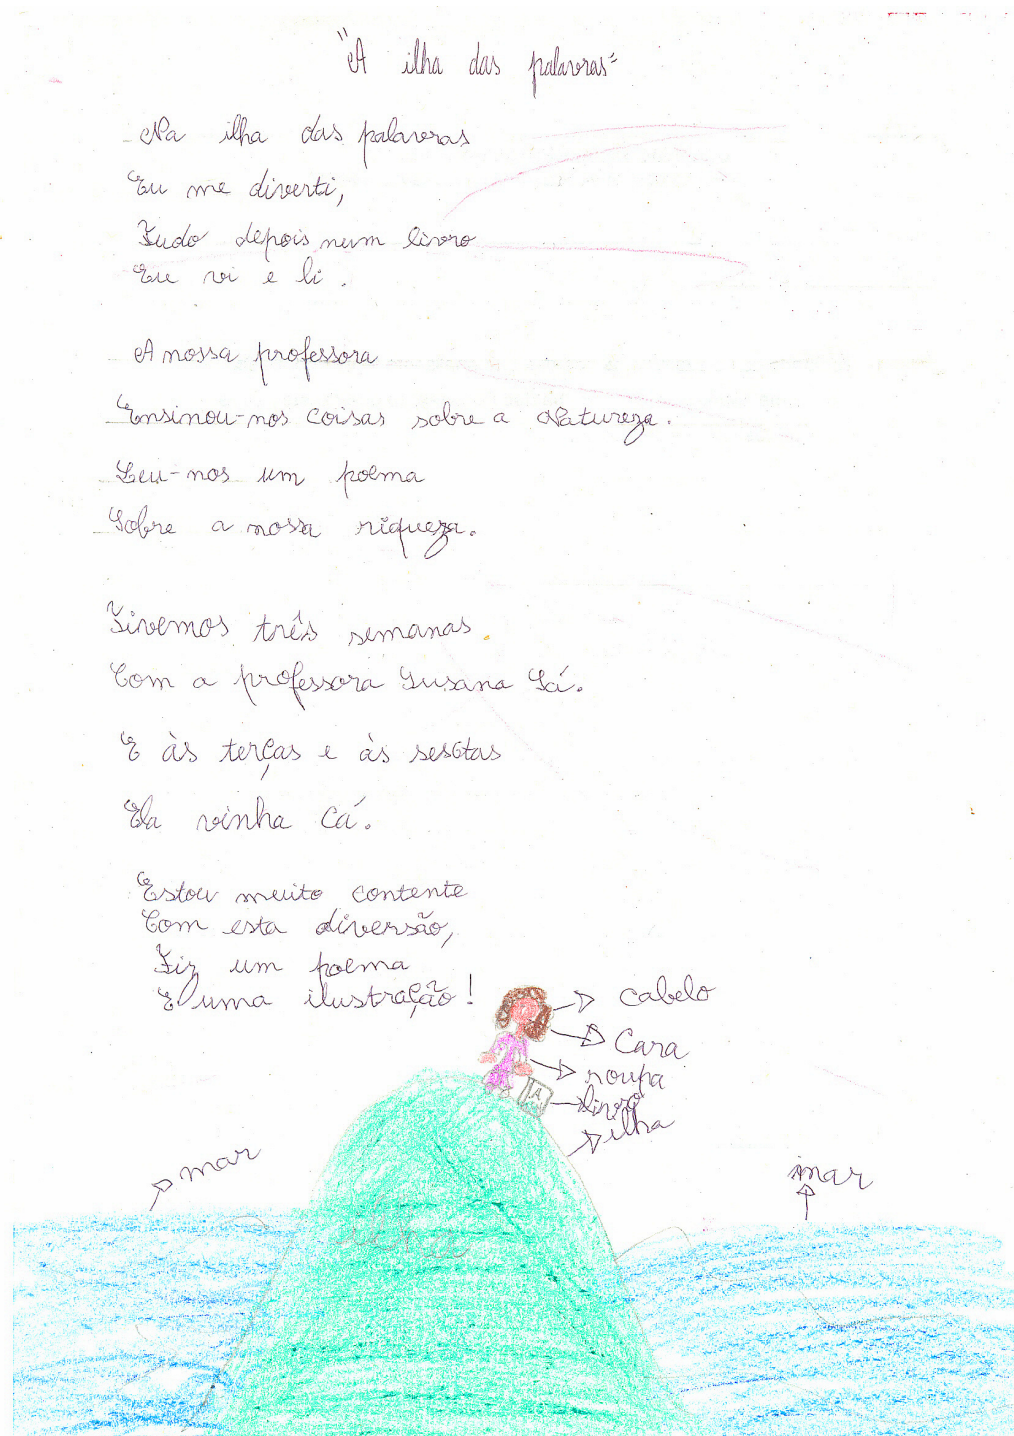 "A ilha das palavras"
Na ilha das palavras
Eu me diverti,
Tudo depois num livro
Eu vi e li.
A nossa professora
Ensinou-nos coisas sobre a Natureza.
Leu-nos um poema
Sobre a nossa riqueza.
Tivemos três semanas
Com a professora Susana Sá.
E às terças e às sextas
Ela vinha cá.
Estou muito contente
Com esta diversão,
Fiz um poema
E uma ilustração!
cabelo
Cara
roupa
A
livro
ilha
mar
mar